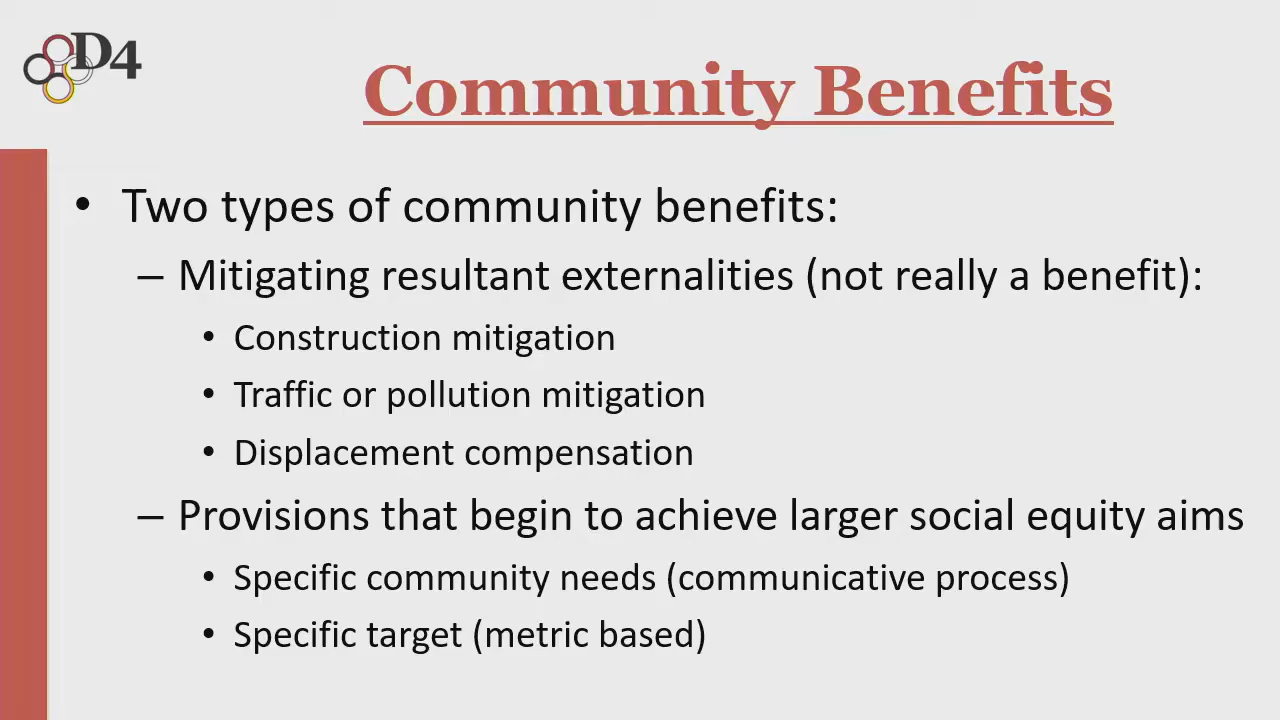 D4
Community Benefits
• Two types of community benefits:
– Mitigating resultant externalities (not really a benefit):
• Construction mitigation
• Traffic or pollution mitigation
• Displacement compensation
– Provisions that begin to achieve larger social equity aims
• Specific community needs (communicative process)
• Specific target (metric based)